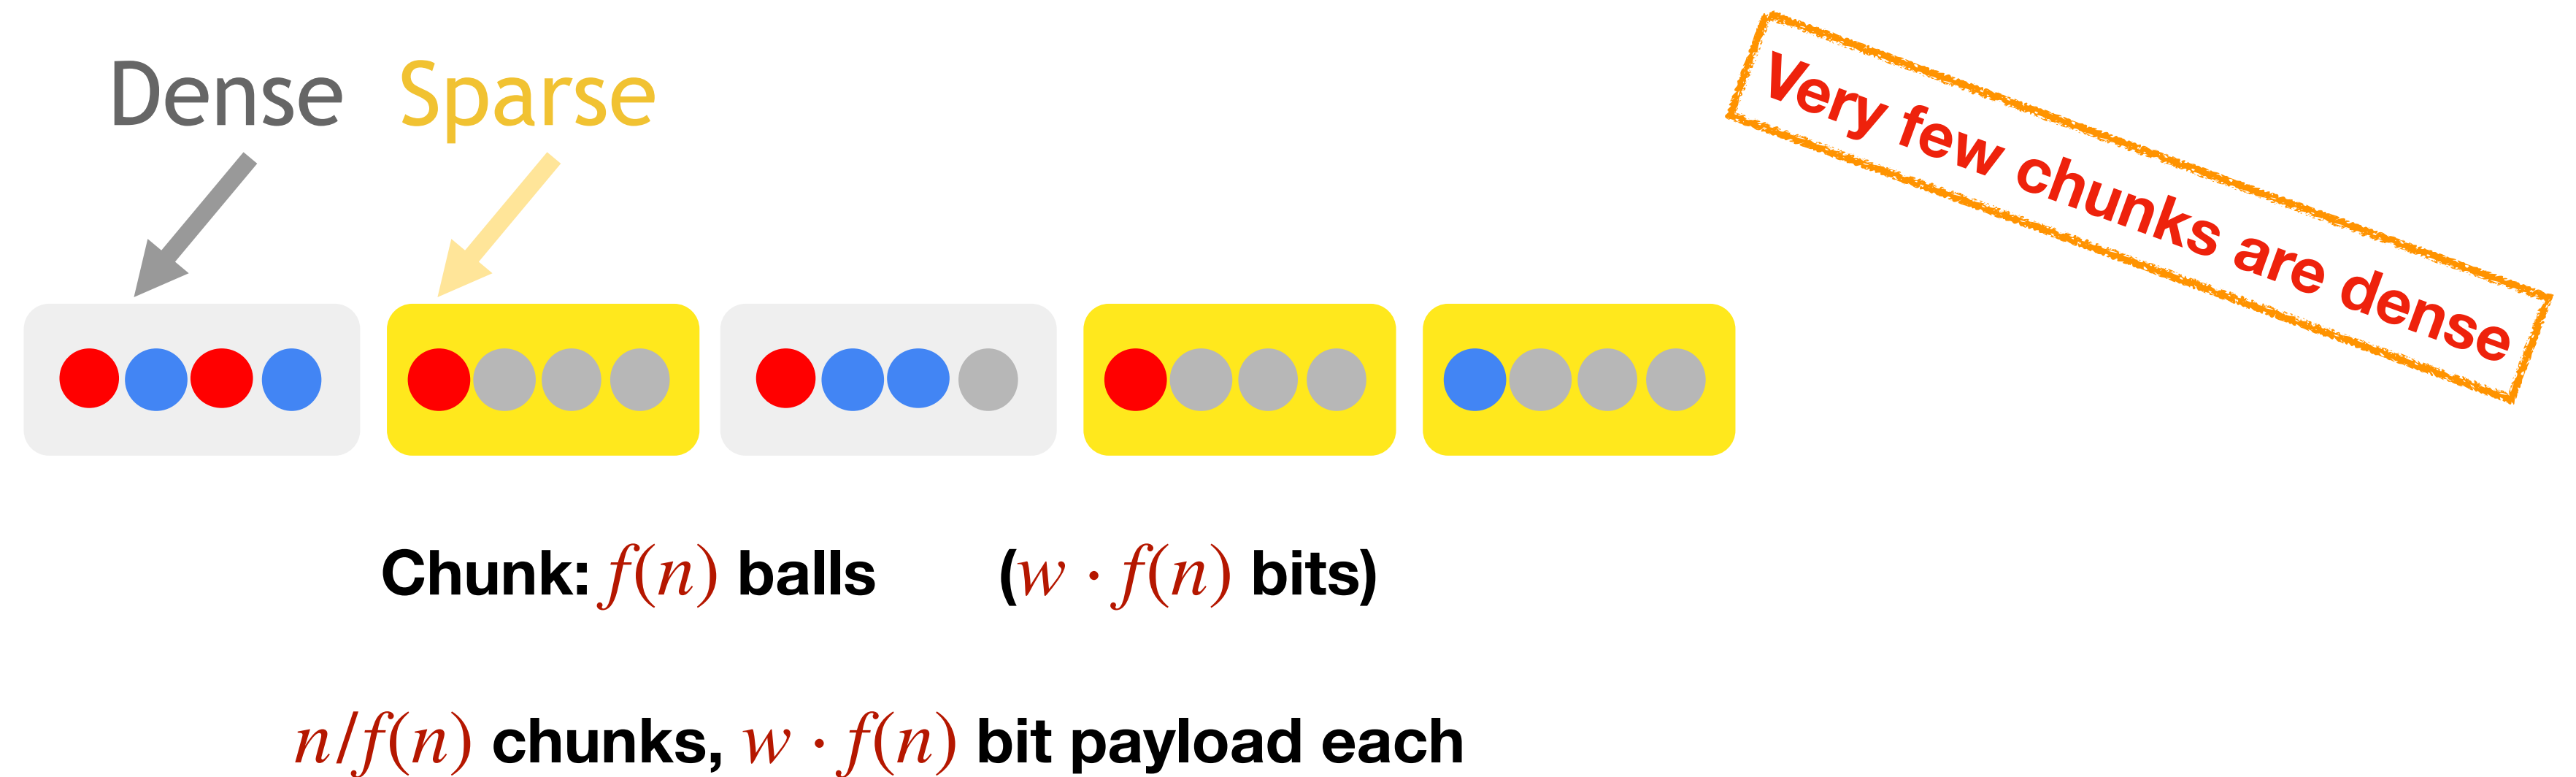 Dense Sparse
Very few chunks are dense
Chunk: f(n) balls (w · f(n) bits)
n/f(n) chunks, w · f(n) bit payload each